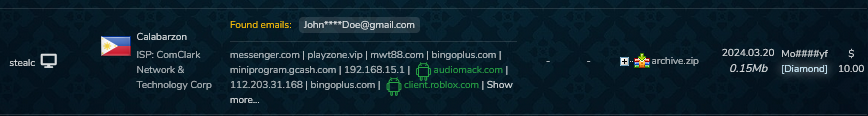 Found emails: John****Doe@gmail.com
stealc
Calabarzon
ISP: ComClark
Network &
Technology Corp
messenger.com | playzone.vip | mwt88.com | bingoplus.com |
miniprogram.gcash.com | 192.168.15.1 | audiomack.com |
112.203.31.168 | bingoplus.com | client.roblox.com | Show
more...
-
-
archive.zip
2024.03.20
0.15Mb
Mo####yf
[Diamond]
$
10.00